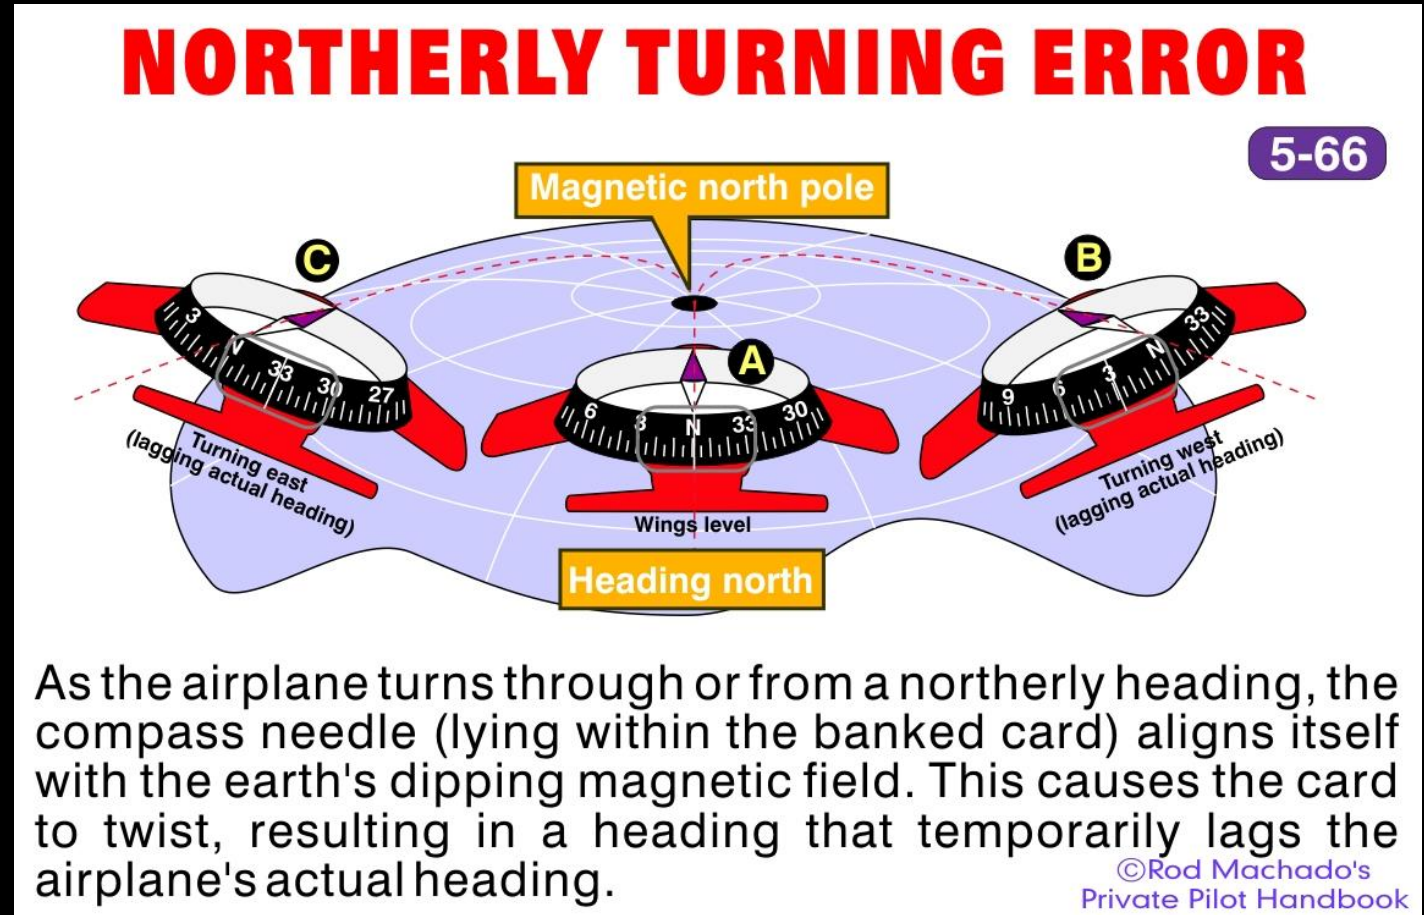 NORTHERLY TURNING ERROR
5-66
Magnetic north pole
C
B
A
3 N 33 30 27
6 3 N 33 30
9 6 3 N 33
Turning east
(lagging actual heading)
Wings level
Turning west
(lagging actual heading)
Heading north
As the airplane turns through or from a northerly heading, the
compass needle (lying within the banked card) aligns itself
with the earth's dipping magnetic field. This causes the card
to twist, resulting in a heading that temporarily lags the
airplane's actual heading.
©Rod Machado's
Private Pilot Handbook